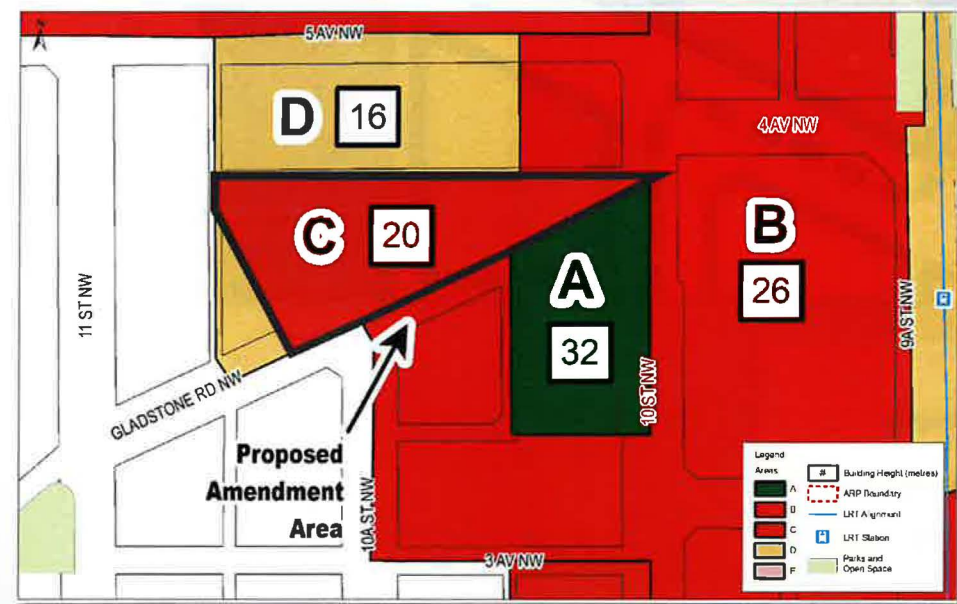 5 AV NW
D 16
4 AV NW
C 20
A
32
B
26
11 ST NW
GLADSTONE RD NW
10 ST NW
9A ST NW
10A ST NW
3 AV NW
Proposed
Amendment
Area
Legend
Areas
A
B
C
D
E
# Building Height (metres)
ARP Boundary
LRT Alignment
LRT Station
Parks and
Open Space